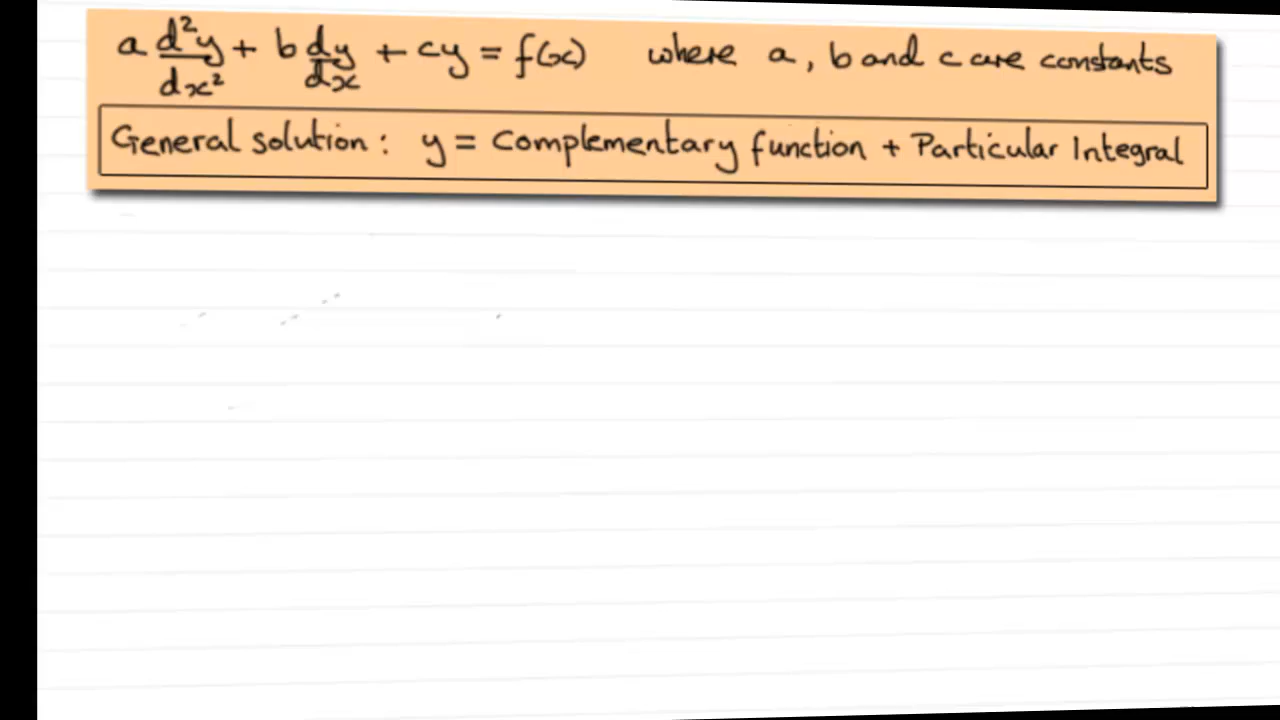 a d²y/dx² + b dy/dx + cy = f(x) where a, b and c are constants
General solution: y = Complementary function + Particular Integral